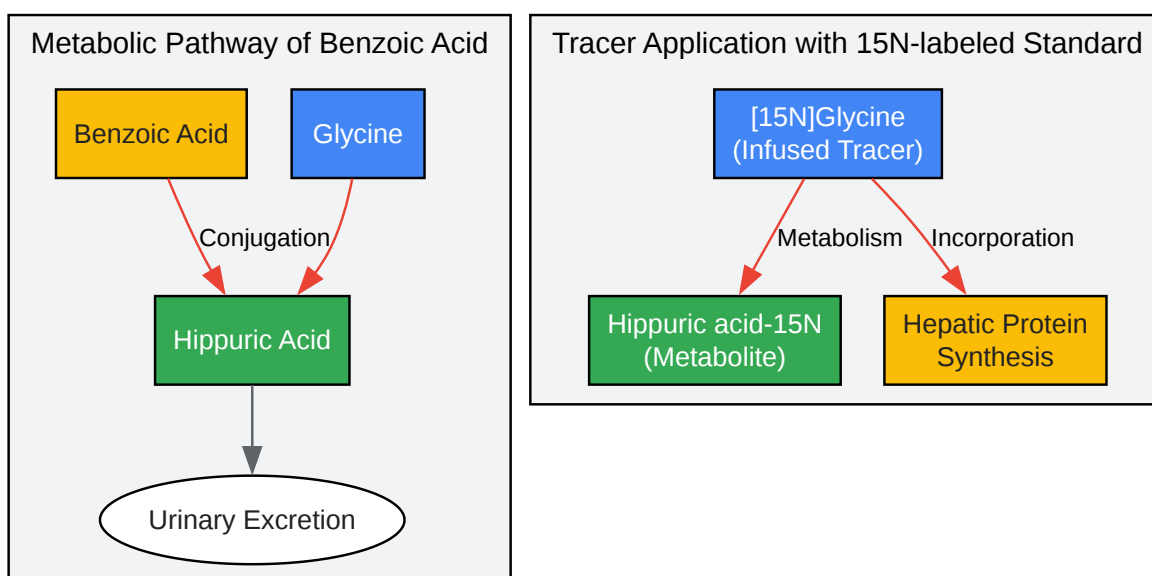 Metabolic Pathway of Benzoic Acid
Benzoic Acid
Glycine
Conjugation
Hippuric Acid
Urinary Excretion
Tracer Application with 15N-labeled Standard
[15N]Glycine
(Infused Tracer)
Metabolism
Incorporation
Hippuric acid-15N
(Metabolite)
Hepatic Protein
Synthesis